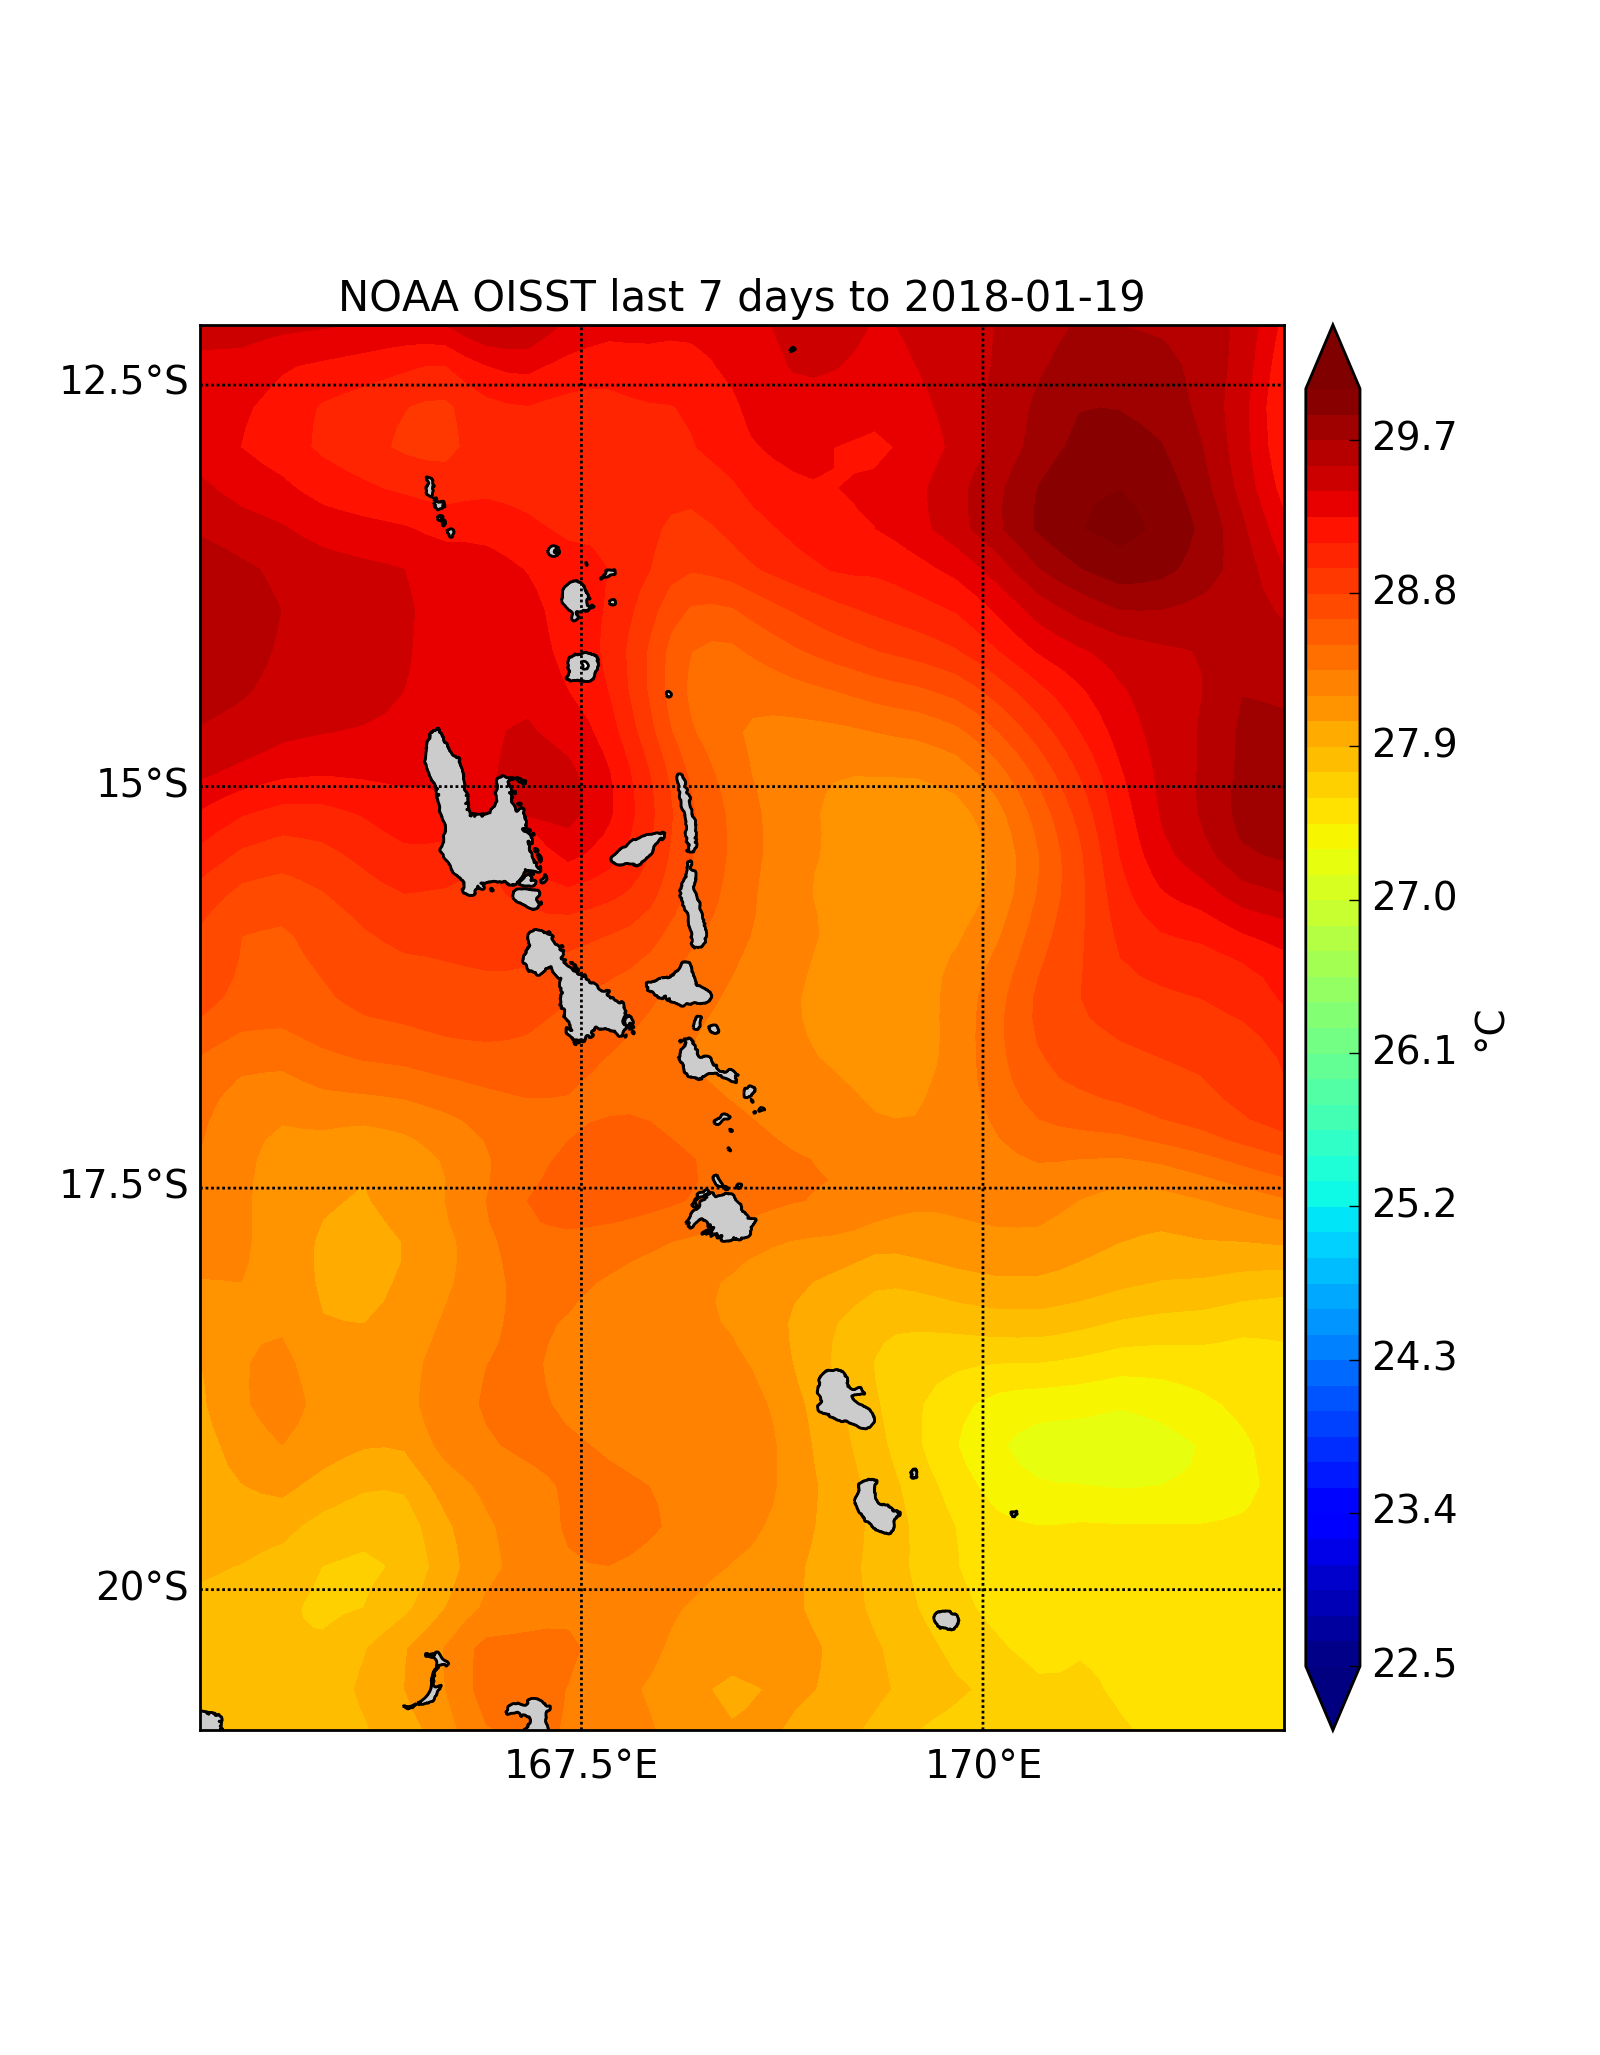 NOAA OISST last 7 days to 2018-01-19
12.5°S
15°S
17.5°S
20°S
167.5°E
170°E
29.7
28.8
27.9
27.0
26.1
25.2
24.3
23.4
22.5
°C